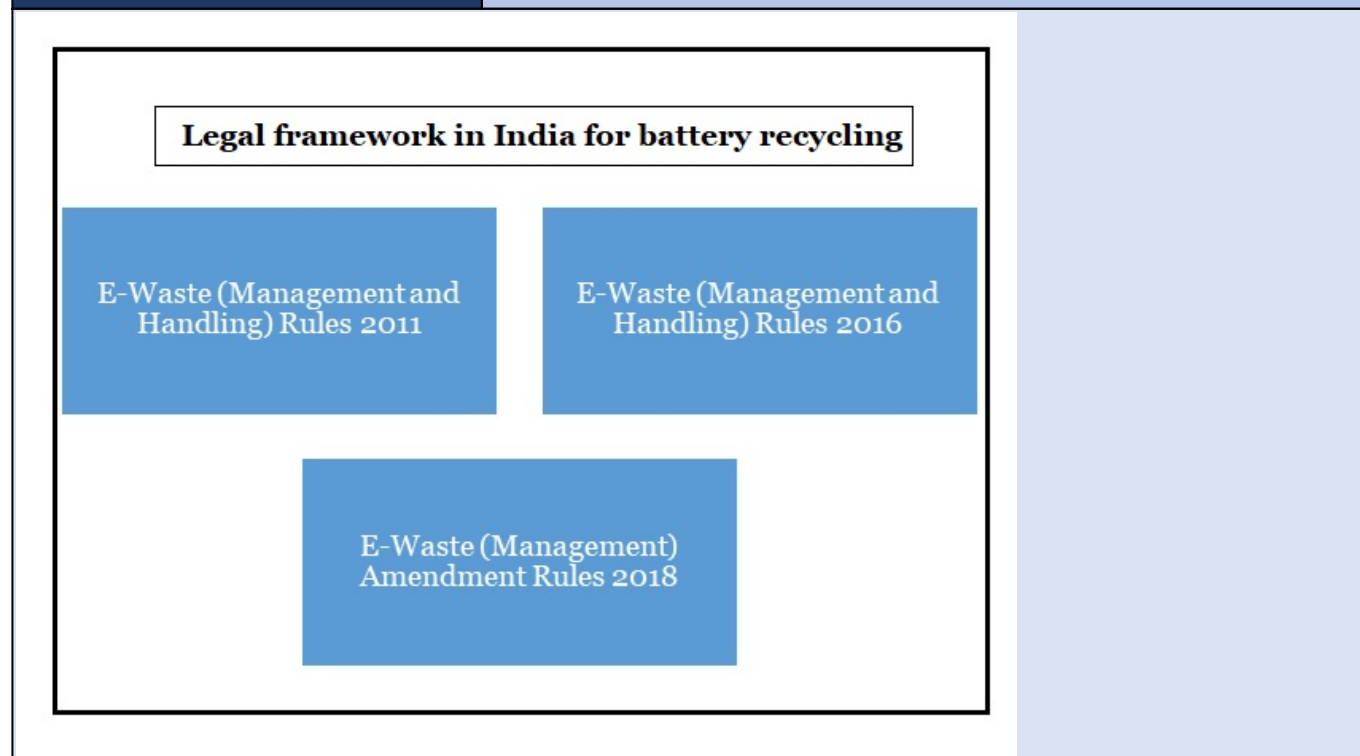 Legal framework in India for battery recycling
E-Waste (Management and
Handling) Rules 2011
E-Waste (Management and
Handling) Rules 2016
E-Waste (Management)
Amendment Rules 2018